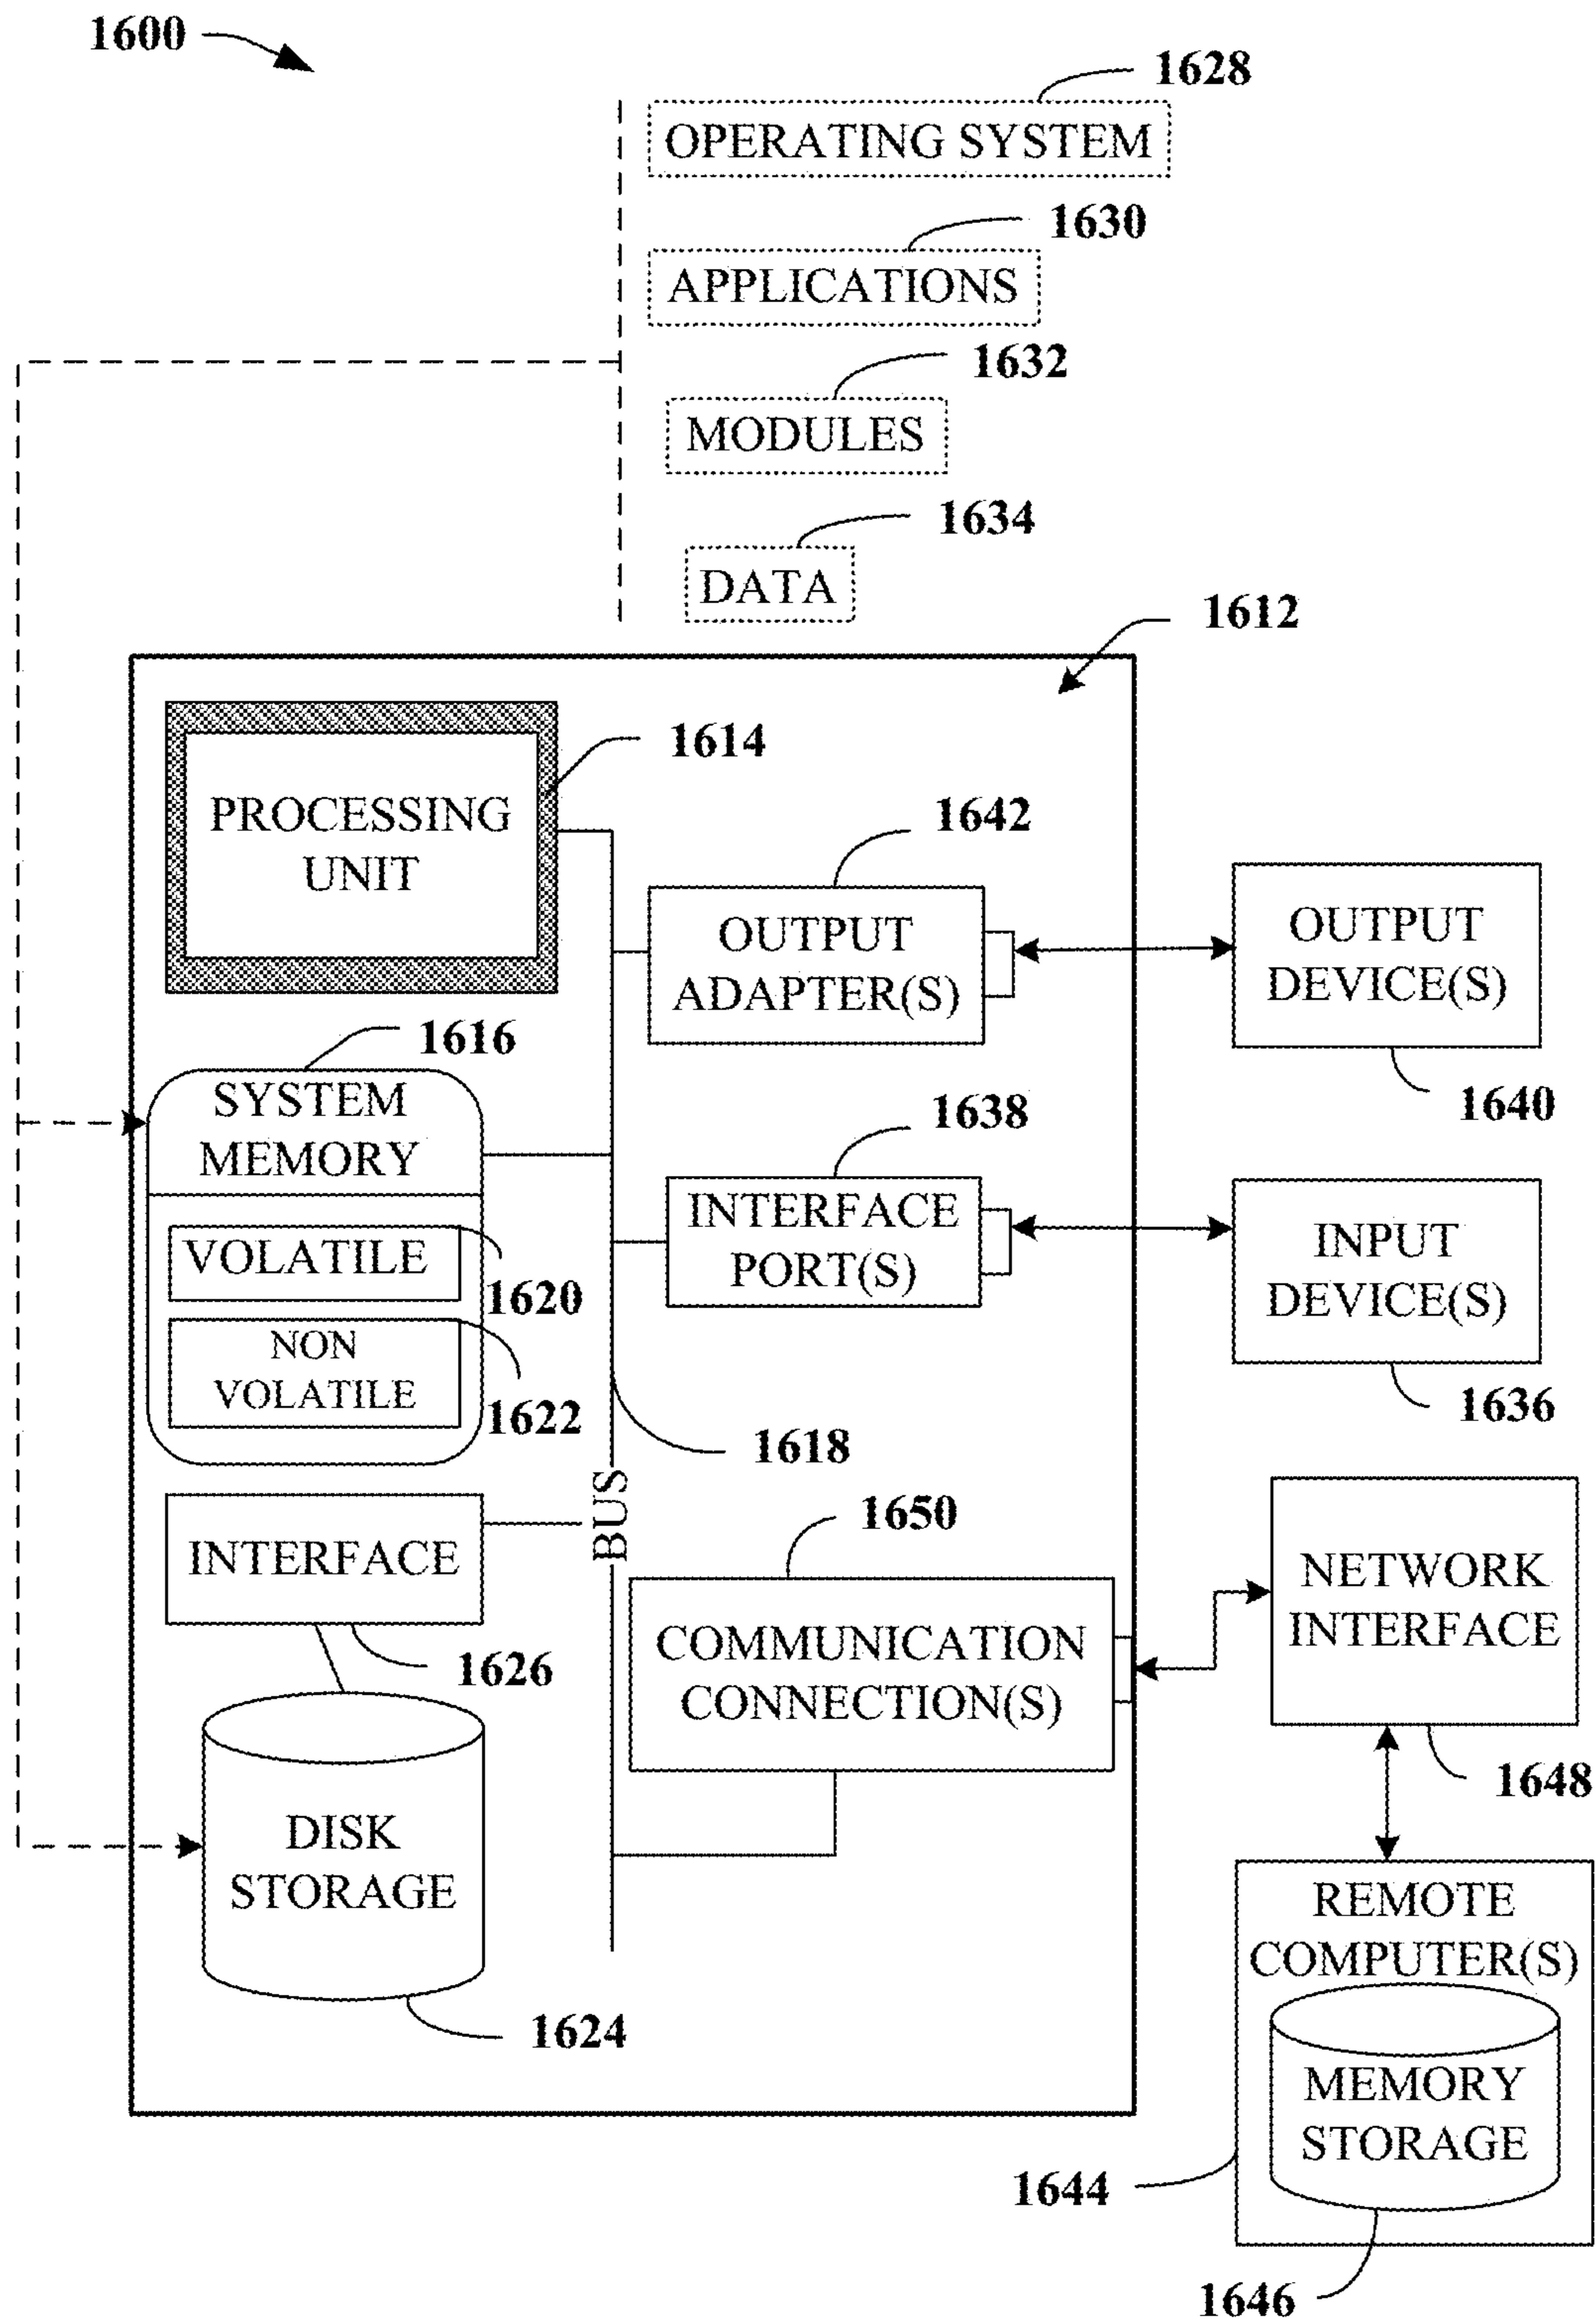 1600
1628
OPERATING SYSTEM
1630
APPLICATIONS
1632
MODULES
1634
DATA
1612
1614
PROCESSING
UNIT
1642
OUTPUT
ADAPTER(S)
OUTPUT
DEVICE(S)
1640
1616
SYSTEM
MEMORY
VOLATILE
1620
NON
VOLATILE
1622
1638
INTERFACE
PORT(S)
INPUT
DEVICE(S)
1636
1618
BUS
INTERFACE
1626
1650
COMMUNICATION
CONNECTION(S)
NETWORK
INTERFACE
1648
DISK
STORAGE
1624
REMOTE
COMPUTER(S)
MEMORY
STORAGE
1644
1646